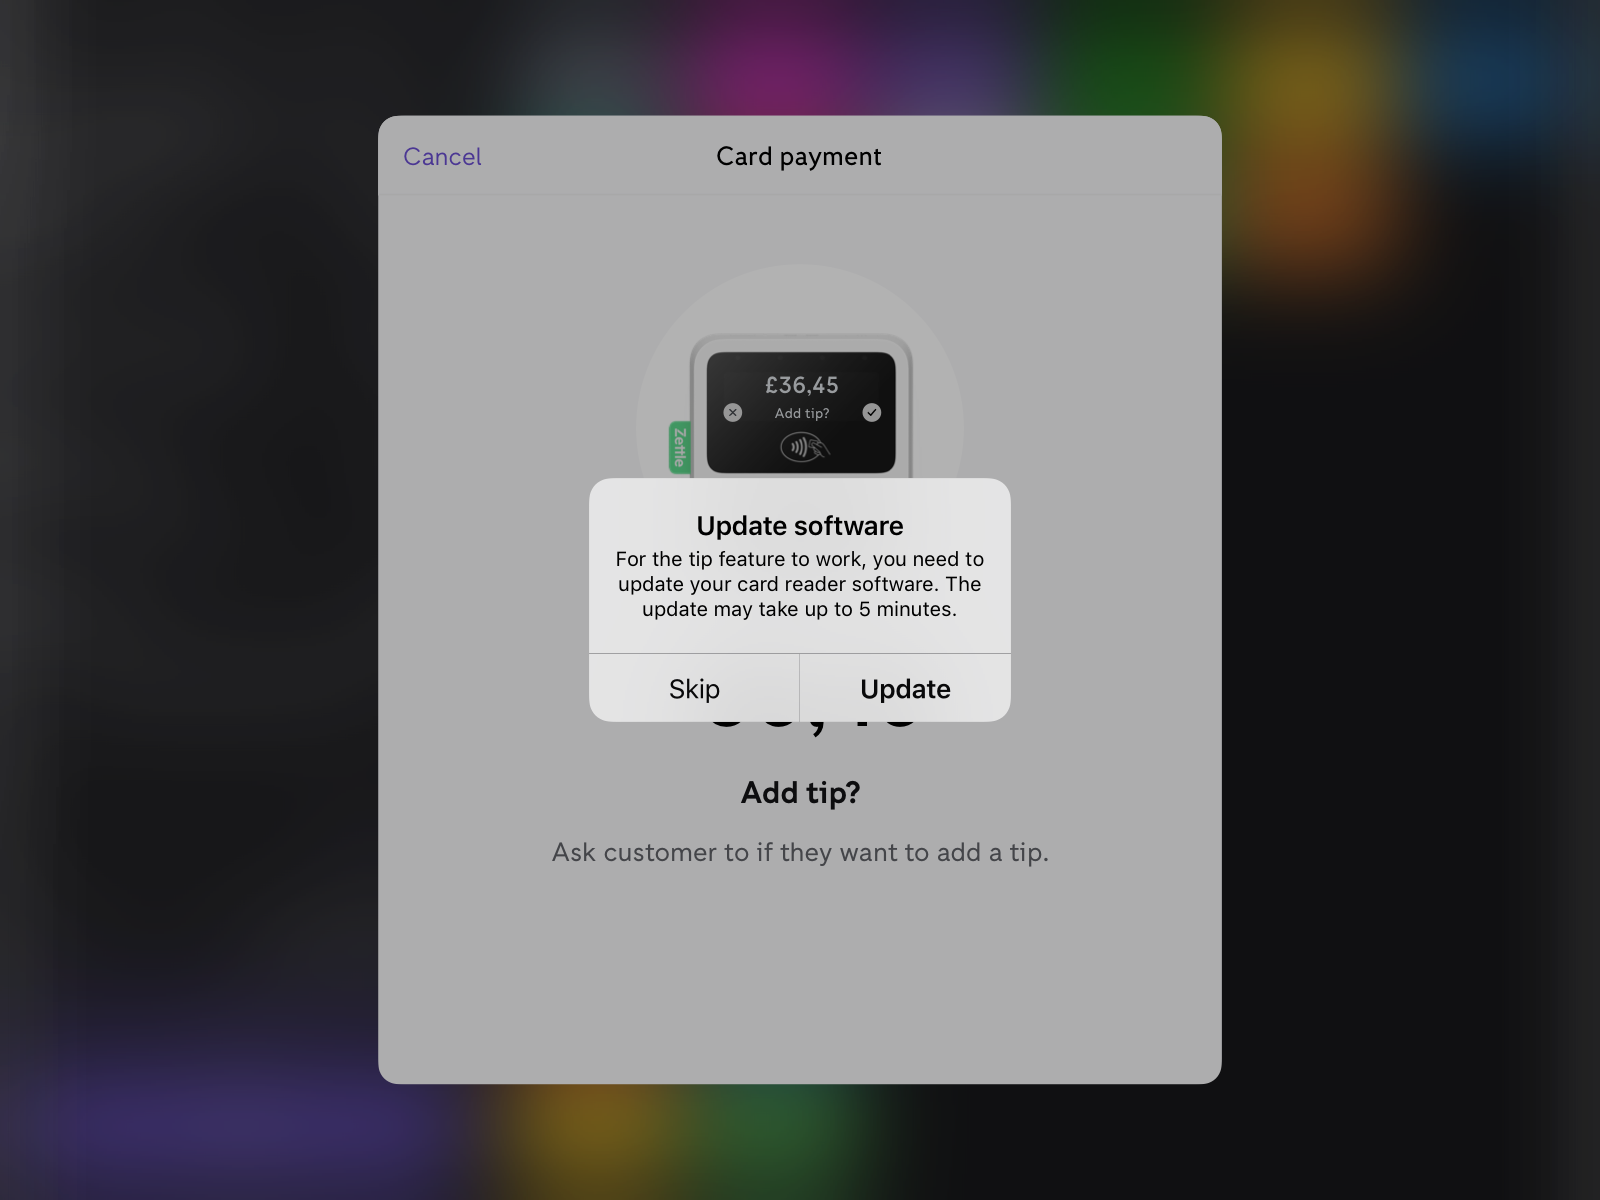 Cancel
Card payment
£36,45
Add tip?
Zettle
Update software
For the tip feature to work, you need to
update your card reader software. The
update may take up to 5 minutes.
Skip
Update
Add tip?
Ask customer to if they want to add a tip.